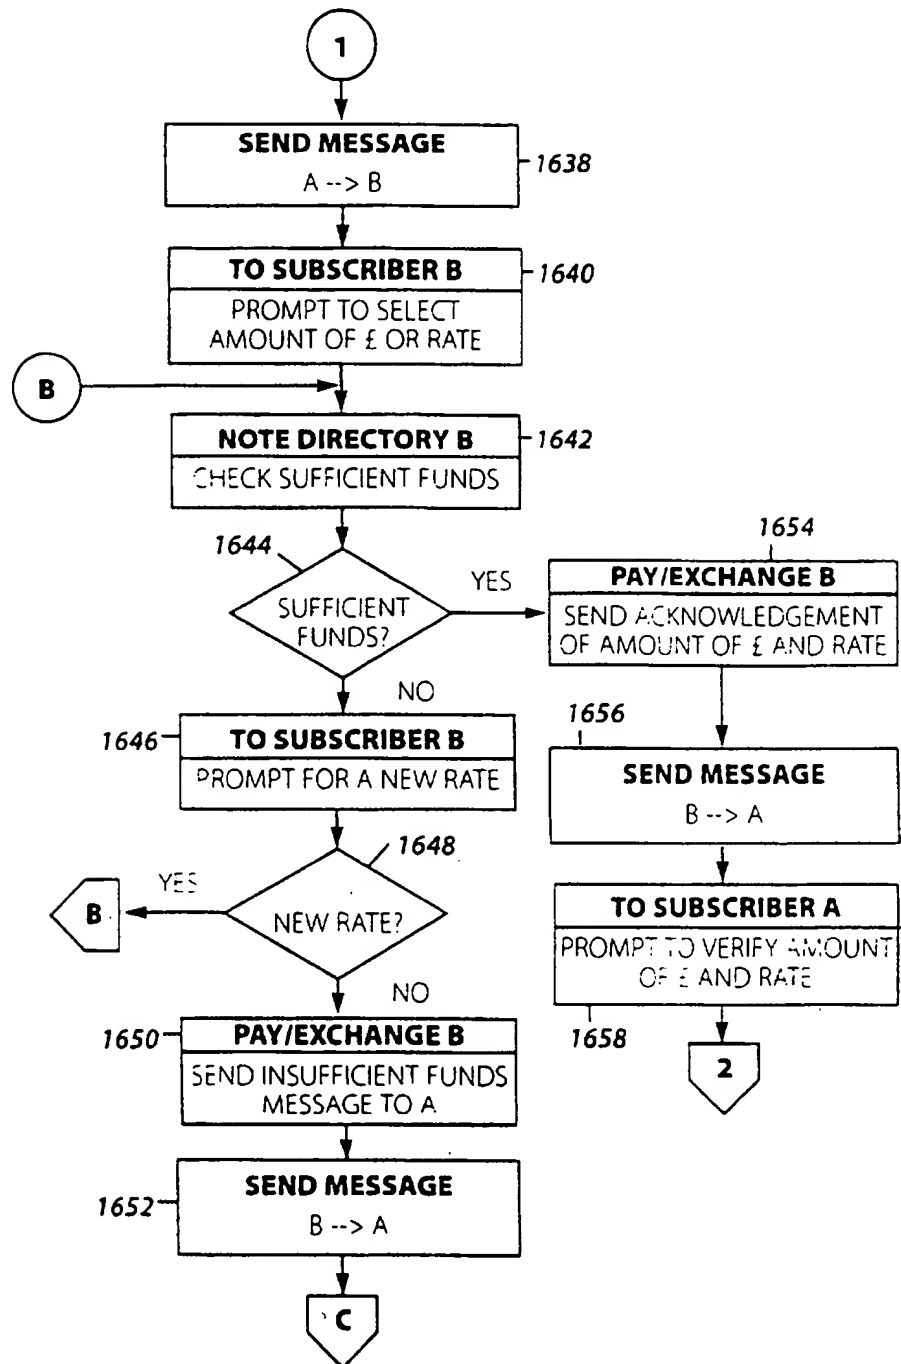 1
SEND MESSAGE
A --> B
1638
TO SUBSCRIBER B
1640
PROMPT TO SELECT
AMOUNT OF £ OR RATE
B
NOTE DIRECTORY B
1642
CHECK SUFFICIENT FUNDS
1644
SUFFICIENT
FUNDS?
YES
NO
1646
TO SUBSCRIBER B
PROMPT FOR A NEW RATE
1648
NEW RATE?
YES
B
NO
1650
PAY/EXCHANGE B
SEND INSUFFICIENT FUNDS
MESSAGE TO A
1652
SEND MESSAGE
B --> A
C
1654
PAY/EXCHANGE B
SEND ACKNOWLEDGEMENT
OF AMOUNT OF £ AND RATE
1656
SEND MESSAGE
B --> A
TO SUBSCRIBER A
PROMPT TO VERIFY AMOUNT
OF £ AND RATE
1658
2